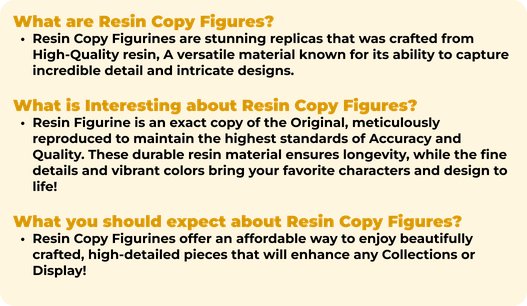 What are Resin Copy Figures?
• Resin Copy Figurines are stunning replicas that was crafted from
High-Quality resin, A versatile material known for its ability to capture
incredible detail and intricate designs.
What is Interesting about Resin Copy Figures?
• Resin Figurine is an exact copy of the Original, meticulously
reproduced to maintain the highest standards of Accuracy and
Quality. These durable resin material ensures longevity, while the fine
details and vibrant colors bring your favorite characters and design to
life!
What you should expect about Resin Copy Figures?
• Resin Copy Figurines offer an affordable way to enjoy beautifully
crafted, high-detailed pieces that will enhance any Collections or
Display!